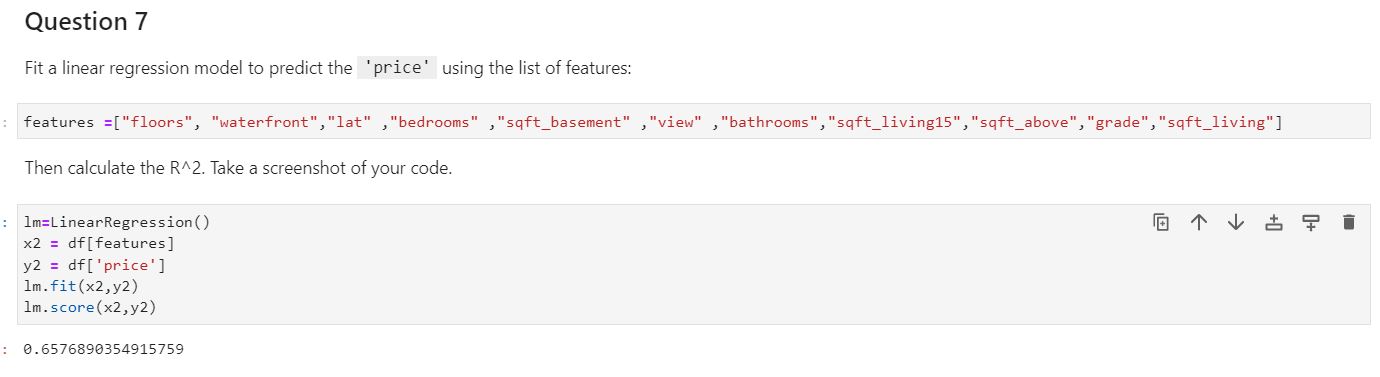 Question 7
Fit a linear regression model to predict the 'price' using the list of features:
: features =["floors", "waterfront","lat" ,"bedrooms" ,"sqft_basement" ,"view" ,"bathrooms","sqft_living15","sqft_above","grade","sqft_living"]
Then calculate the R^2. Take a screenshot of your code.
: lm=LinearRegression()
x2 = df[features]
y2 = df['price']
lm.fit(x2,y2)
lm.score(x2,y2)
: 0.6576890354915759